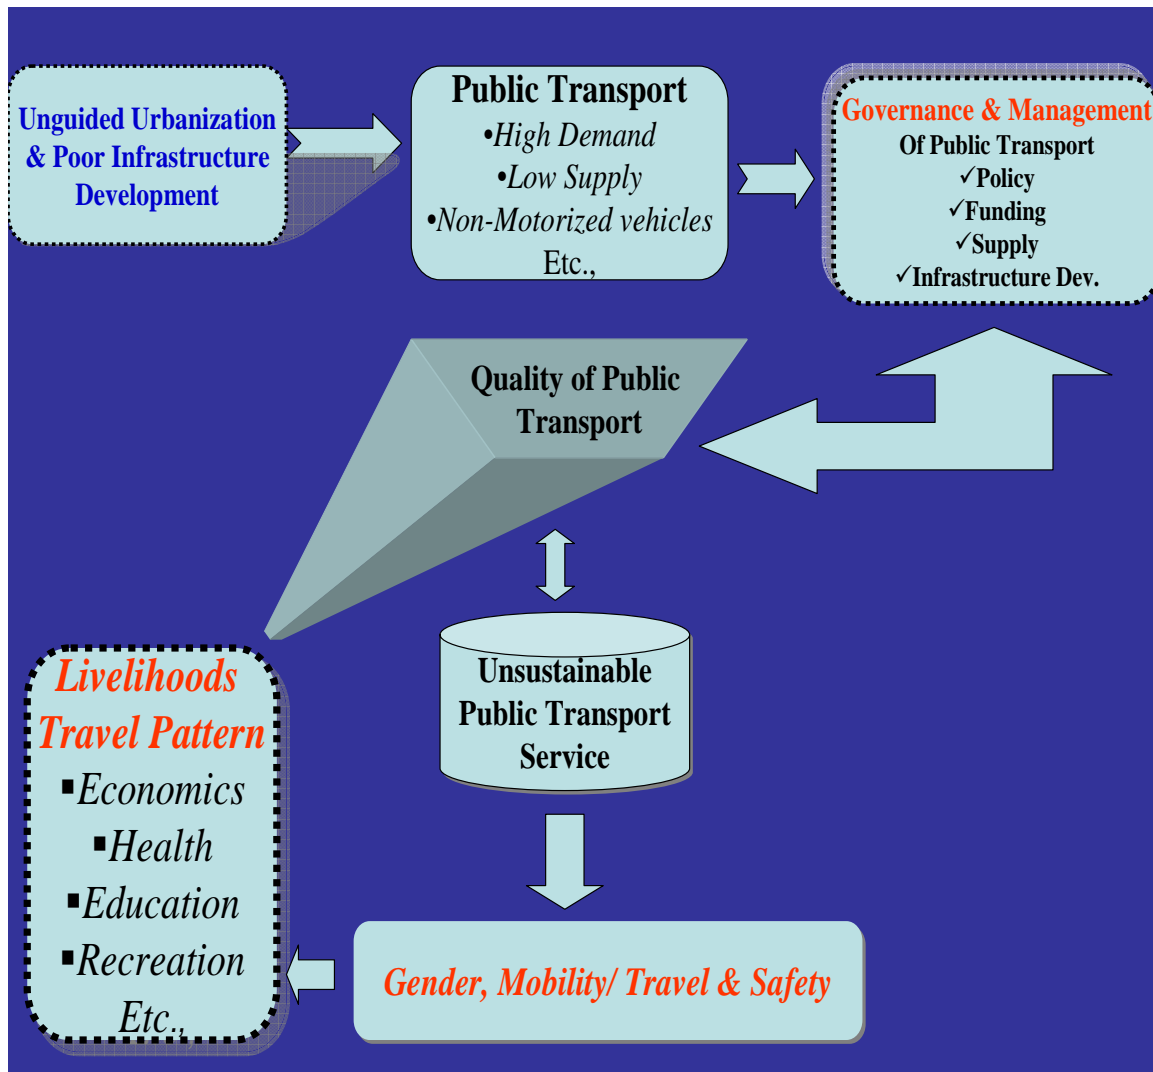 Unguided Urbanization
& Poor Infrastructure
Development
Public Transport
•High Demand
•Low Supply
•Non-Motorized vehicles
Etc.,
Governance & Management
Of Public Transport
✓Policy
✓Funding
✓Supply
✓Infrastructure Dev.
Quality of Public
Transport
Unsustainable
Public Transport
Service
Livelihoods
Travel Pattern
▪Economics
▪Health
▪Education
▪Recreation
Etc.,
Gender, Mobility/ Travel & Safety